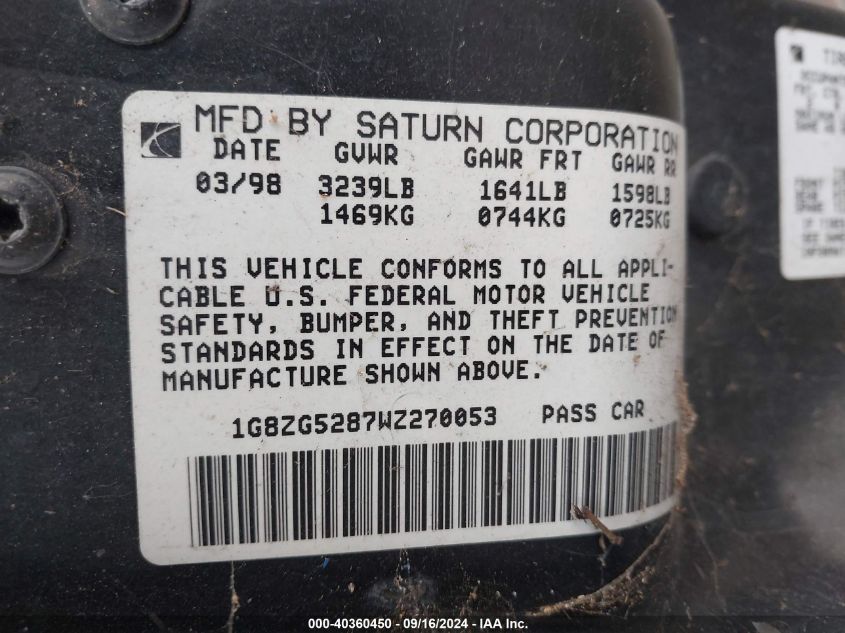 MFD BY SATURN CORPORATION
DATE GVWR GAWR FRT GAWR RR
03/98 3239LB 1641LB 1598LB
1469KG 0744KG 0725KG
THIS VEHICLE CONFORMS TO ALL APPLI-
CABLE U.S. FEDERAL MOTOR VEHICLE
SAFETY, BUMPER, AND THEFT PREVENTION
STANDARDS IN EFFECT ON THE DATE OF
MANUFACTURE SHOWN ABOVE.
1G8ZG5287WZ270053 PASS CAR
000-40360450 - 09/16/2024 - IAA Inc.